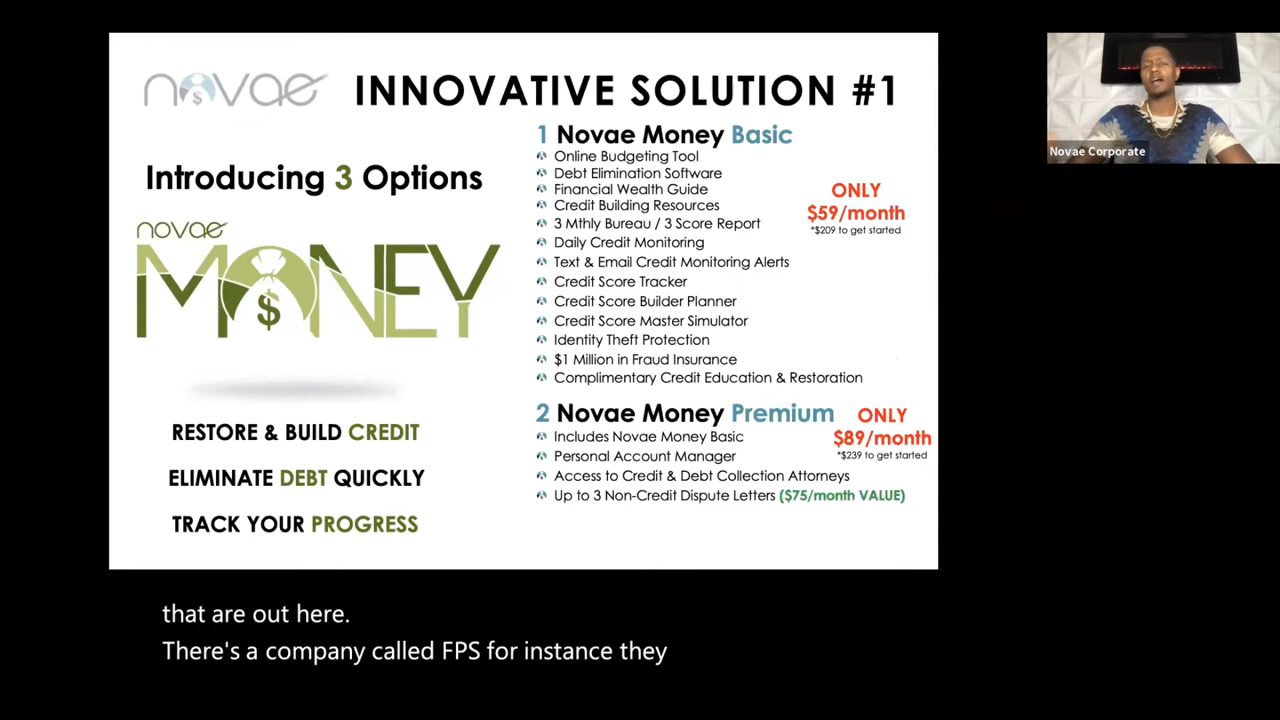 novae
INNOVATIVE SOLUTION #1
Introducing 3 Options
novae
MONEY
$
RESTORE & BUILD CREDIT
ELIMINATE DEBT QUICKLY
TRACK YOUR PROGRESS
1 Novae Money Basic
Online Budgeting Tool
Debt Elimination Software
Financial Wealth Guide
Credit Building Resources
3 Mthly Bureau / 3 Score Report
Daily Credit Monitoring
Text & Email Credit Monitoring Alerts
Credit Score Tracker
Credit Score Builder Planner
Credit Score Master Simulator
Identity Theft Protection
$1 Million in Fraud Insurance
Complimentary Credit Education & Restoration
ONLY
$59/month
*$209 to get started
2 Novae Money Premium
Includes Novae Money Basic
Personal Account Manager
Access to Credit & Debt Collection Attorneys
Up to 3 Non-Credit Dispute Letters ($75/month VALUE)
ONLY
$89/month
*$239 to get started
Novae Corporate
that are out here.
There's a company called FPS for instance they